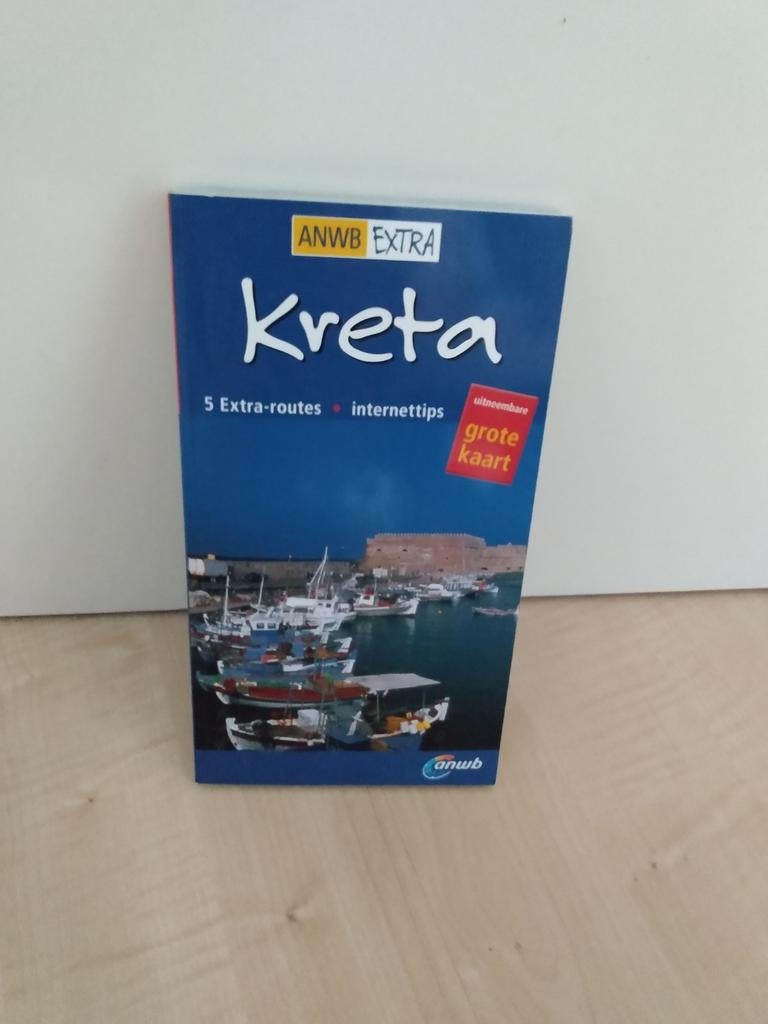 ANWB EXTRA
Kreta
5 Extra-routes • internettips
uitneembare
grote
kaart
anwb